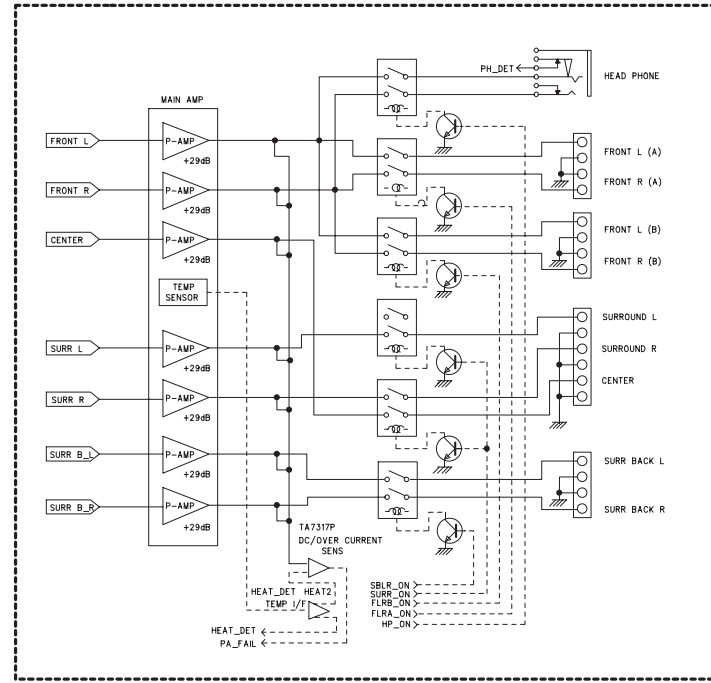 PH_DET
HEAD PHONE
MAIN AMP
FRONT L
P-AMP
+29dB
FRONT L (A)
FRONT R (A)
FRONT R
P-AMP
+29dB
FRONT L (B)
FRONT R (B)
CENTER
P-AMP
+29dB
TEMP
SENSOR
SURROUND L
SURR L
P-AMP
+29dB
SURROUND R
CENTER
SURR R
P-AMP
+29dB
SURR B_L
P-AMP
+29dB
SURR BACK L
SURR BACK R
SURR B_R
P-AMP
+29dB
TA7317P
DC/OVER CURRENT
SENS
HEAT_DET HEAT2
TEMP I/F
SBLR_ON
SURR_ON
FLRB_ON
FLRA_ON
HP_ON
HEAT_DET
PA_FAIL